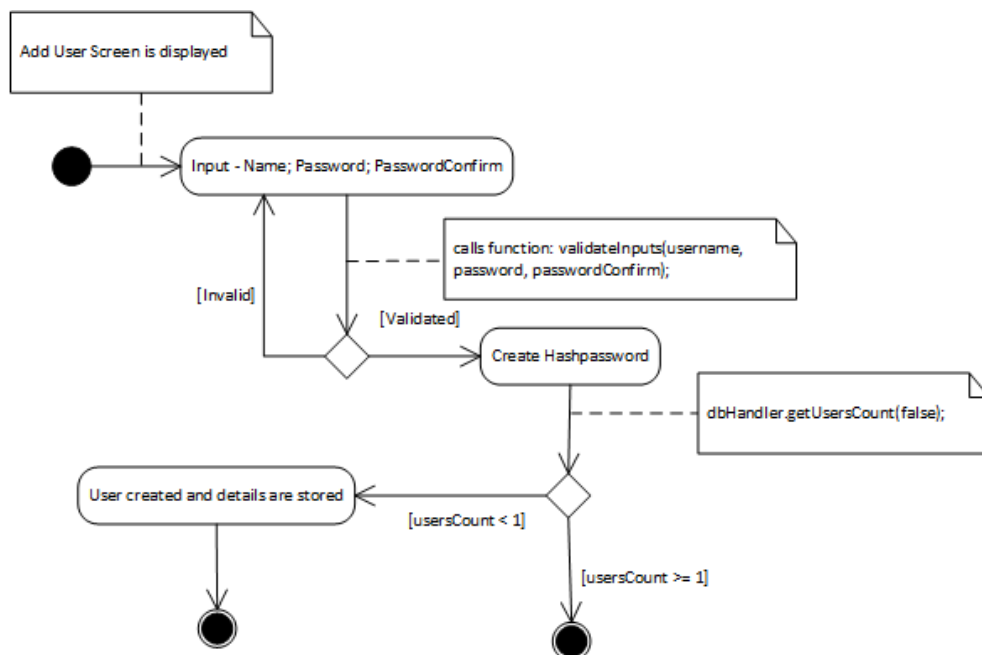 Add User Screen is displayed
Input - Name; Password; PasswordConfirm
calls function: validateInputs(username,
password, passwordConfirm);
[Invalid]
[Validated]
Create Hashpassword
dbHandler.getUsersCount(false);
User created and details are stored
[usersCount < 1]
[usersCount >= 1]